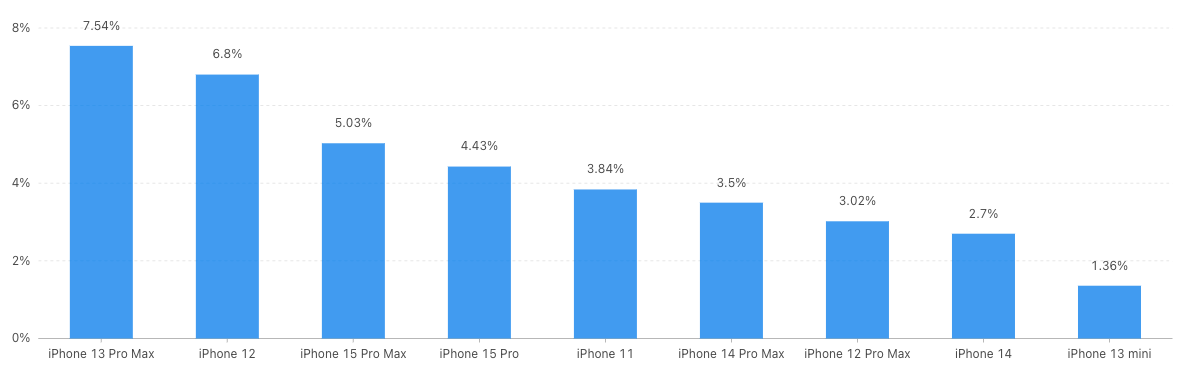 8%
6%
4%
2%
0%
7.54%
6.8%
5.03%
4.43%
3.84%
3.5%
3.02%
2.7%
1.36%
iPhone 13 Pro Max
iPhone 12
iPhone 15 Pro Max
iPhone 15 Pro
iPhone 11
iPhone 14 Pro Max
iPhone 12 Pro Max
iPhone 14
iPhone 13 mini